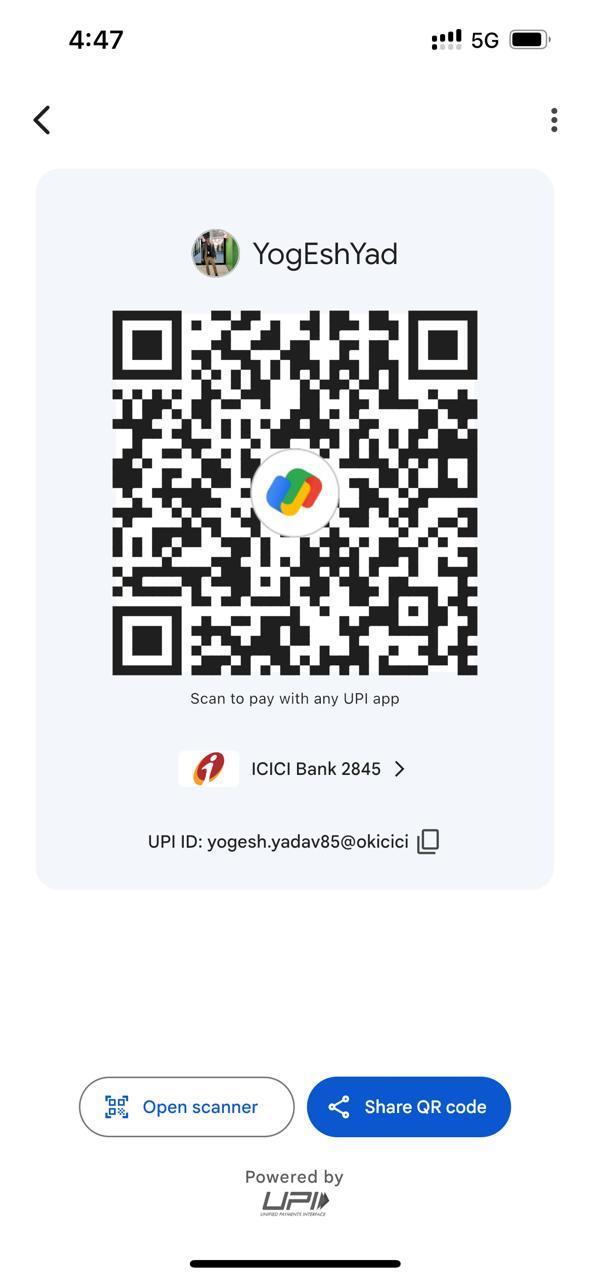 4:47
5G
YogEshYad
Scan to pay with any UPI app
ICICI Bank 2845
UPI ID: yogesh.yadav85@okicici
Open scanner
Share QR code
Powered by
UPI
UNIFIED PAYMENTS INTERFACE